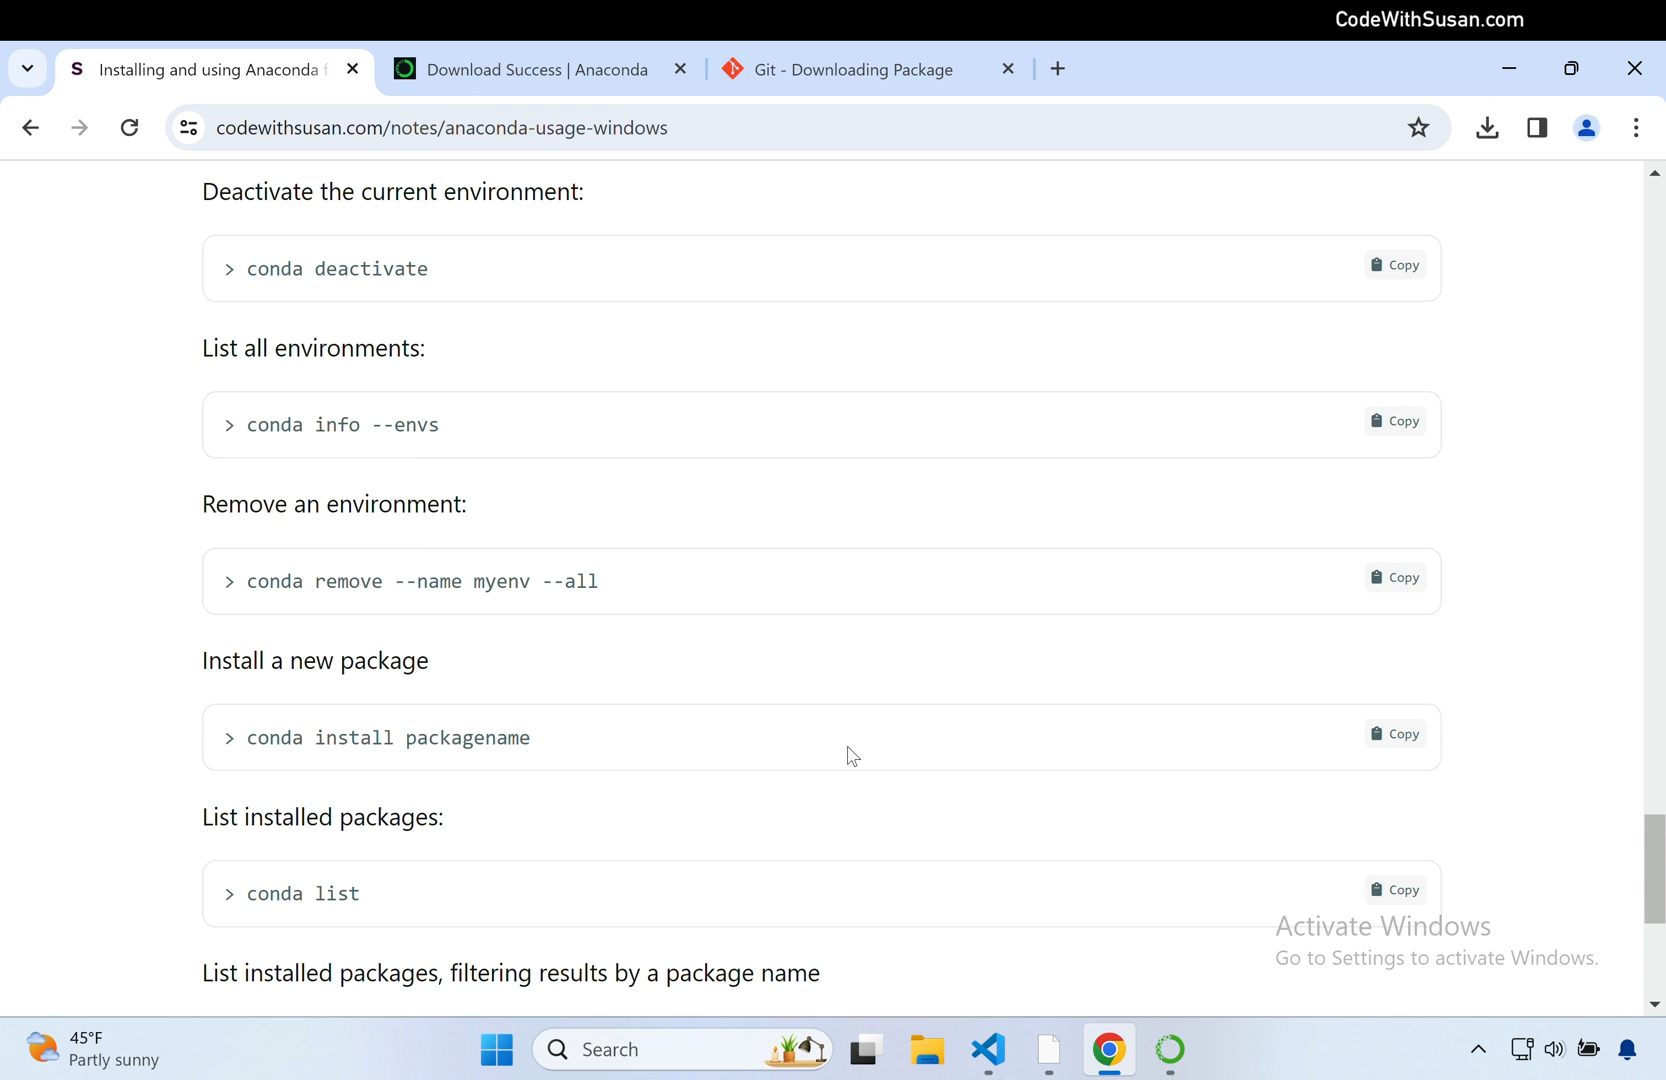 CodeWithSusan.com
S Installing and using Anaconda f
Download Success | Anaconda
Git - Downloading Package
codewithsusan.com/notes/anaconda-usage-windows
Deactivate the current environment:
> conda deactivate
Copy
List all environments:
> conda info --envs
Copy
Remove an environment:
> conda remove --name myenv --all
Copy
Install a new package
> conda install packagename
Copy
List installed packages:
> conda list
Copy
Activate Windows
Go to Settings to activate Windows.
List installed packages, filtering results by a package name
45°F
Partly sunny
Search